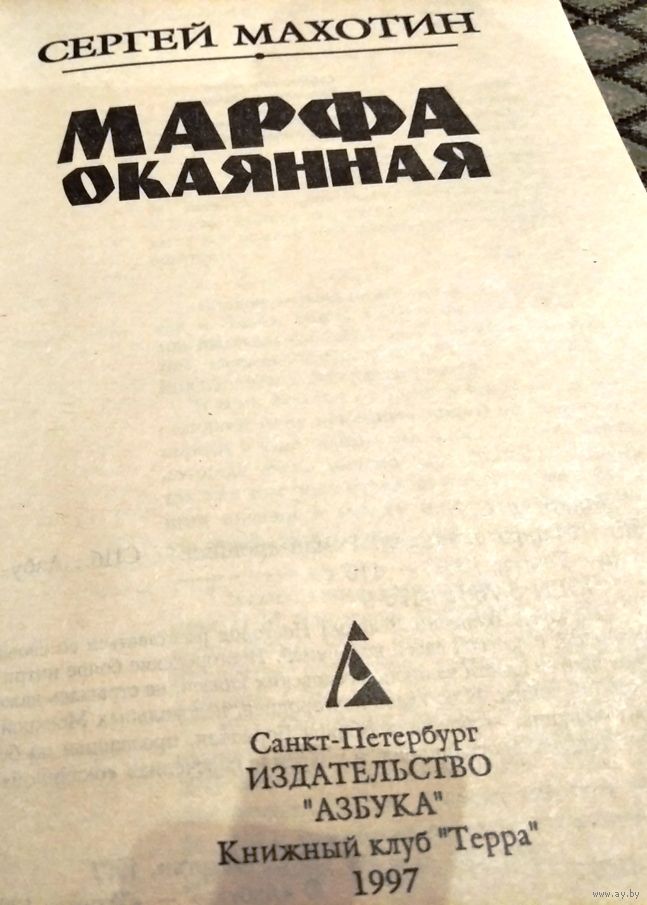 СЕРГЕЙ МАХОТИН
МАРФА
ОКАЯННАЯ
Санкт-Петербург
ИЗДАТЕЛЬСТВО
"АЗБУКА"
Книжный клуб "Терра"
1997
www.ay.by